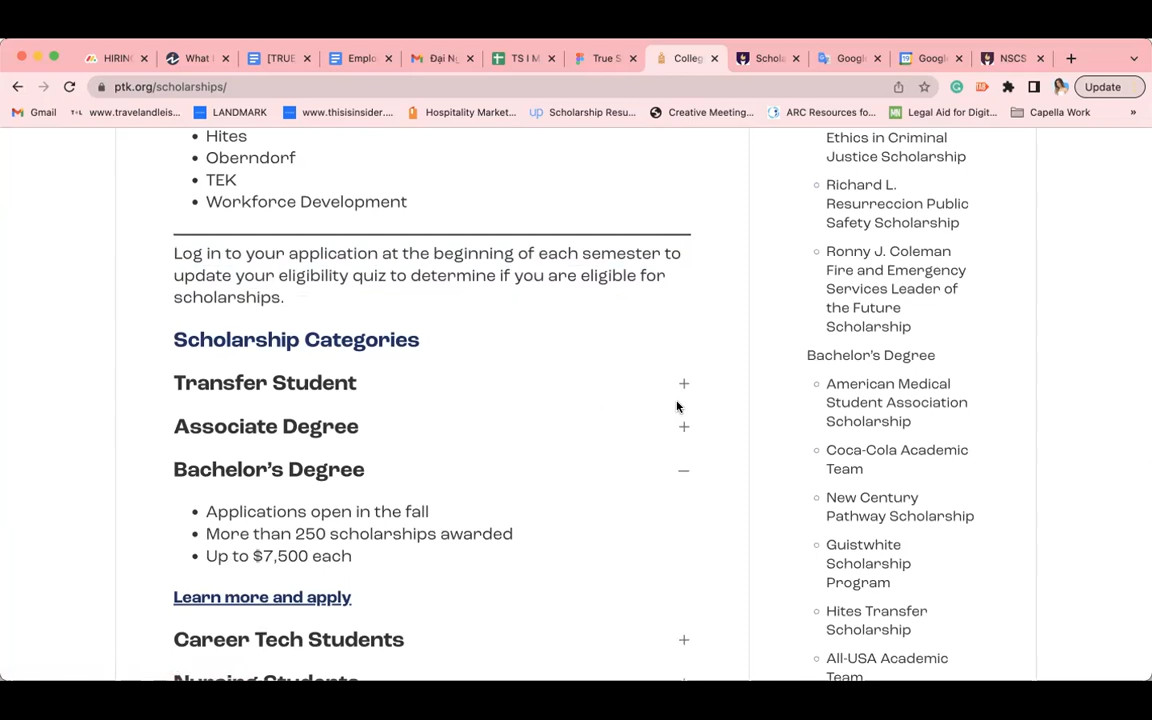 HIRIN
What I
[TRUE
Emplo
Đại N
TS I M
True S
Colleg
Schola
Google
Google
NSCS
ptk.org/scholarships/
Update
Gmail
www.travelandleis...
LANDMARK
www.thisisinsider....
Hospitality Market...
Scholarship Resu...
Creative Meeting...
ARC Resources fo...
Legal Aid for Digit...
Capella Work
»
Hites
Oberndorf
TEK
Workforce Development
Log in to your application at the beginning of each semester to
update your eligibility quiz to determine if you are eligible for
scholarships.
Scholarship Categories
Transfer Student
Associate Degree
Bachelor's Degree
Applications open in the fall
More than 250 scholarships awarded
Up to $7,500 each
Learn more and apply
Career Tech Students
Nursing Students
Ethics in Criminal
Justice Scholarship
Richard L.
Resurreccion Public
Safety Scholarship
Ronny J. Coleman
Fire and Emergency
Services Leader of
the Future
Scholarship
Bachelor's Degree
American Medical
Student Association
Scholarship
Coca-Cola Academic
Team
New Century
Pathway Scholarship
Guistwhite
Scholarship
Program
Hites Transfer
Scholarship
All-USA Academic
Team